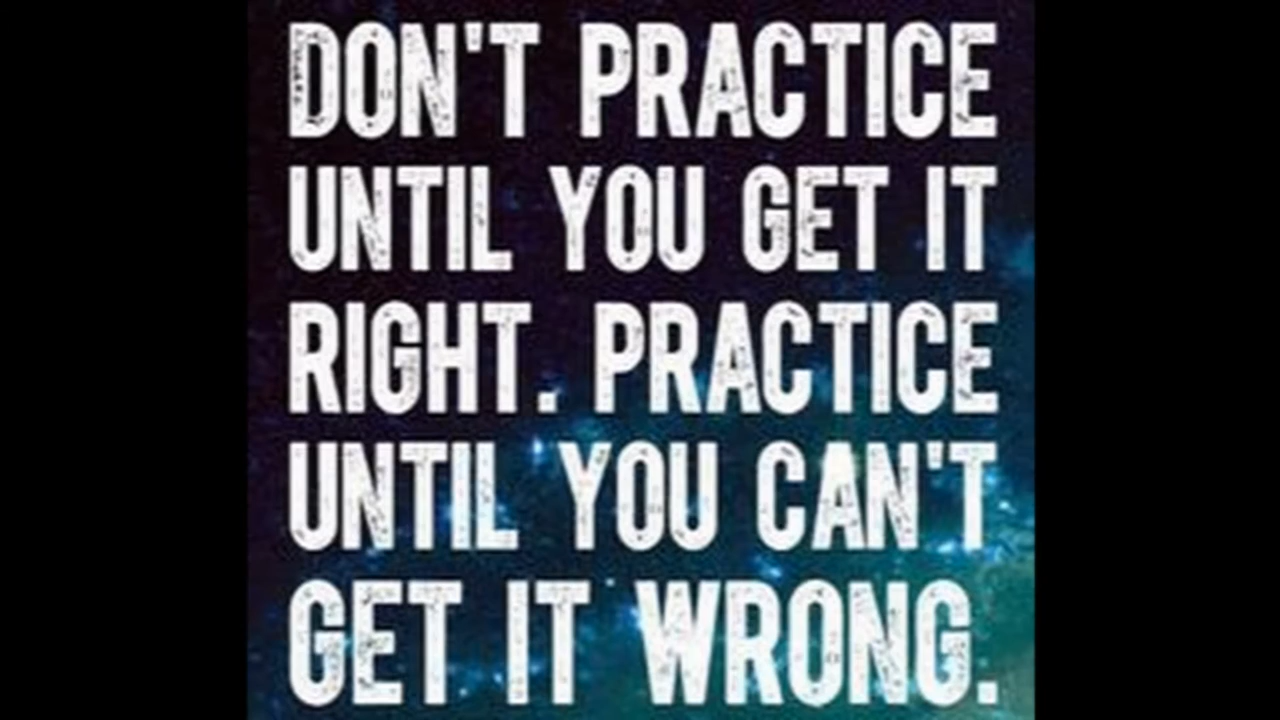 DON'T PRACTICE
UNTIL YOU GET IT
RIGHT. PRACTICE
UNTIL YOU CAN'T
GET IT WRONG.